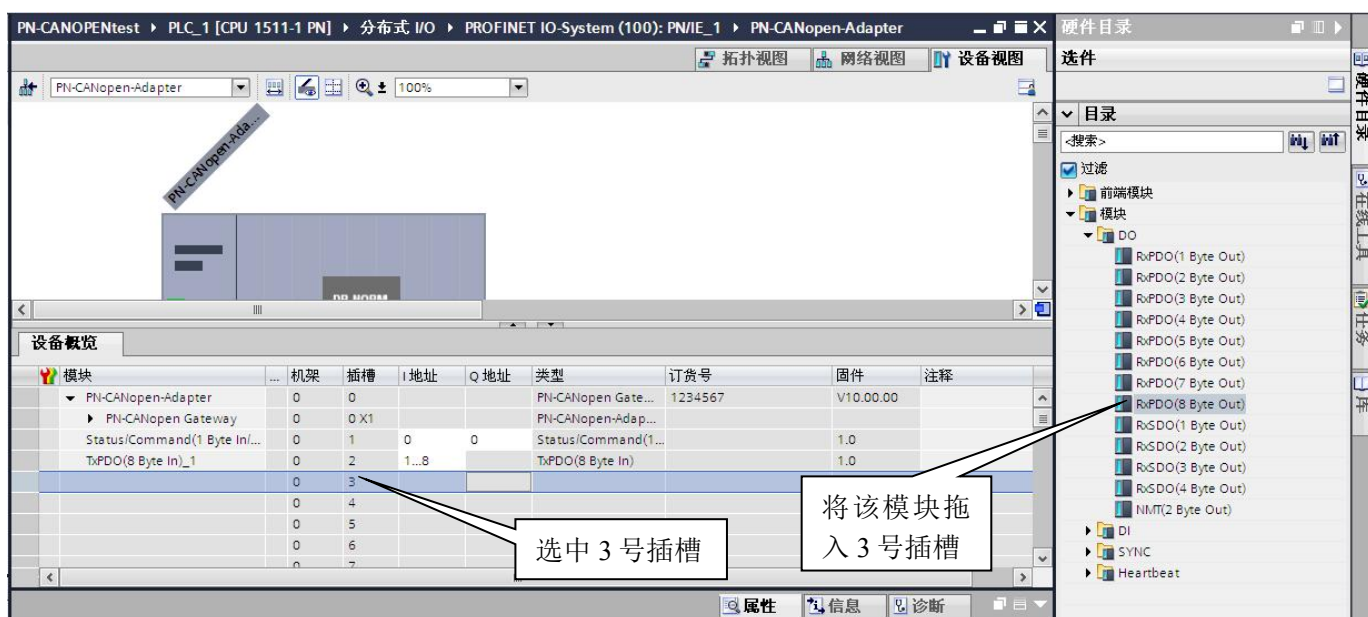 PN-CANOPENtest ▸ PLC_1 [CPU 1511-1 PN] ▸ 分布式 I/O ▸ PROFINET IO-System (100): PN/IE_1 ▸ PN-CANopen-Adapter
拓扑视图 网络视图 设备视图
PN-CANopen-Adapter 100%
PN-CANopen-Ada...
设备概览
模块 ... 机架 插槽 I 地址 Q 地址 类型 订货号 固件 注释
PN-CANopen-Adapter 0 0 PN-CANopen Gate... 1234567 V10.00.00
PN-CANopen Gateway 0 0 X1 PN-CANopen-Adap...
Status/Command(1 Byte In/... 0 1 0 0 Status/Command(1... 1.0
TxPDO(8 Byte In)_1 0 2 1...8 TxPDO(8 Byte In) 1.0
0 3
0 4
0 5
0 6
选中 3 号插槽
将该模块拖
入 3 号插槽
属性 信息 诊断
硬件目录
选件
目录
<搜索>
过滤
前端模块
模块
DO
RxPDO(1 Byte Out)
RxPDO(2 Byte Out)
RxPDO(3 Byte Out)
RxPDO(4 Byte Out)
RxPDO(5 Byte Out)
RxPDO(6 Byte Out)
RxPDO(7 Byte Out)
RxPDO(8 Byte Out)
RxSDO(1 Byte Out)
RxSDO(2 Byte Out)
RxSDO(3 Byte Out)
RxSDO(4 Byte Out)
NMT(2 Byte Out)
DI
SYNC
Heartbeat
硬件目录
在线工具
任务
库